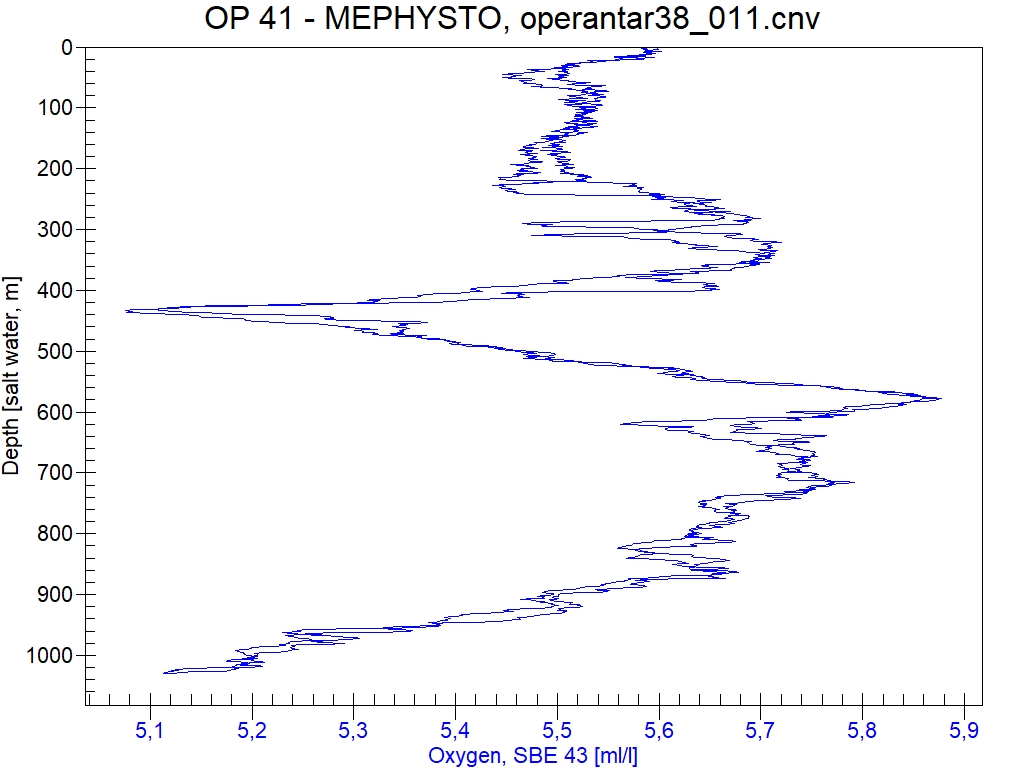 OP 41 - MEPHYSTO, operantar38_011.cnv
0
100
200
300
400
500
600
700
800
900
1000
Depth [salt water, m]
5,1 5,2 5,3 5,4 5,5 5,6 5,7 5,8 5,9
Oxygen, SBE 43 [ml/l]